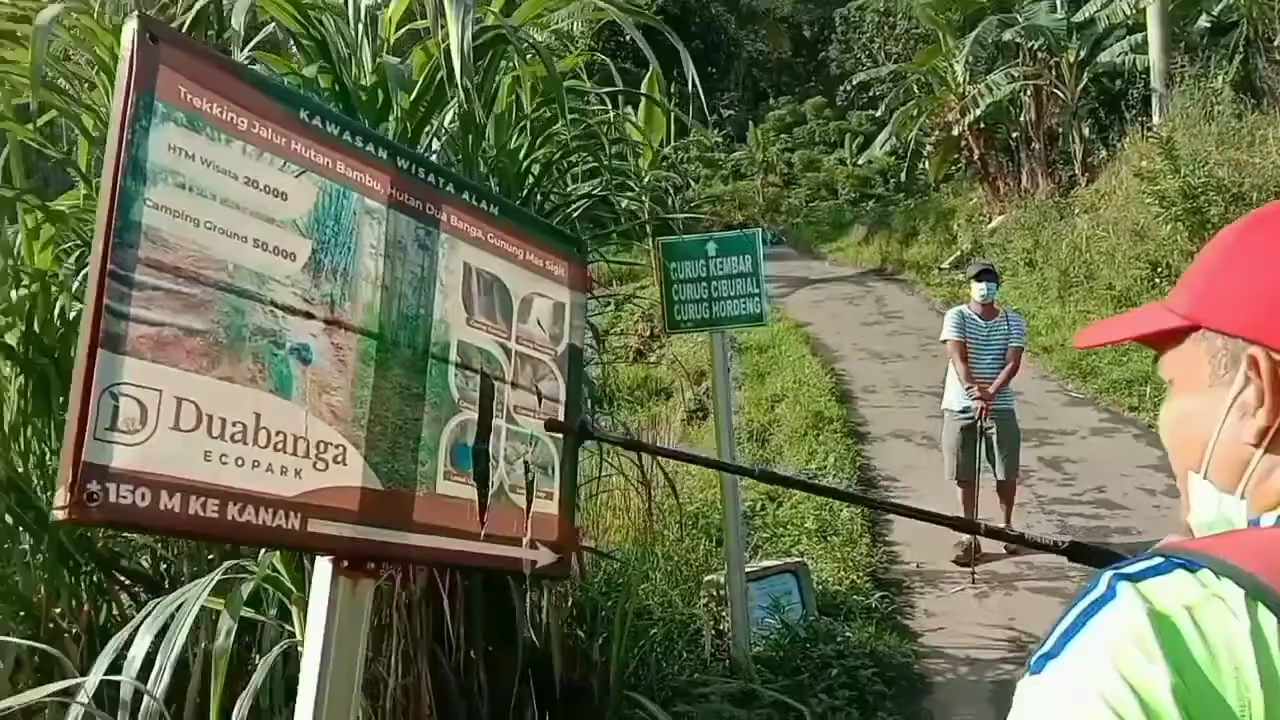 KAWASAN WISATA ALAM
Trekking Jalur Hutan Bambu, Hutan Dua Banga, Gunung Mas Sigit
HTM Wisata 20.000
Camping Ground 50.000
Duabanga
ECOPARK
±150 M KE KANAN
CURUG KEMBAR
CURUG CIBURIAL
CURUG HORDENG